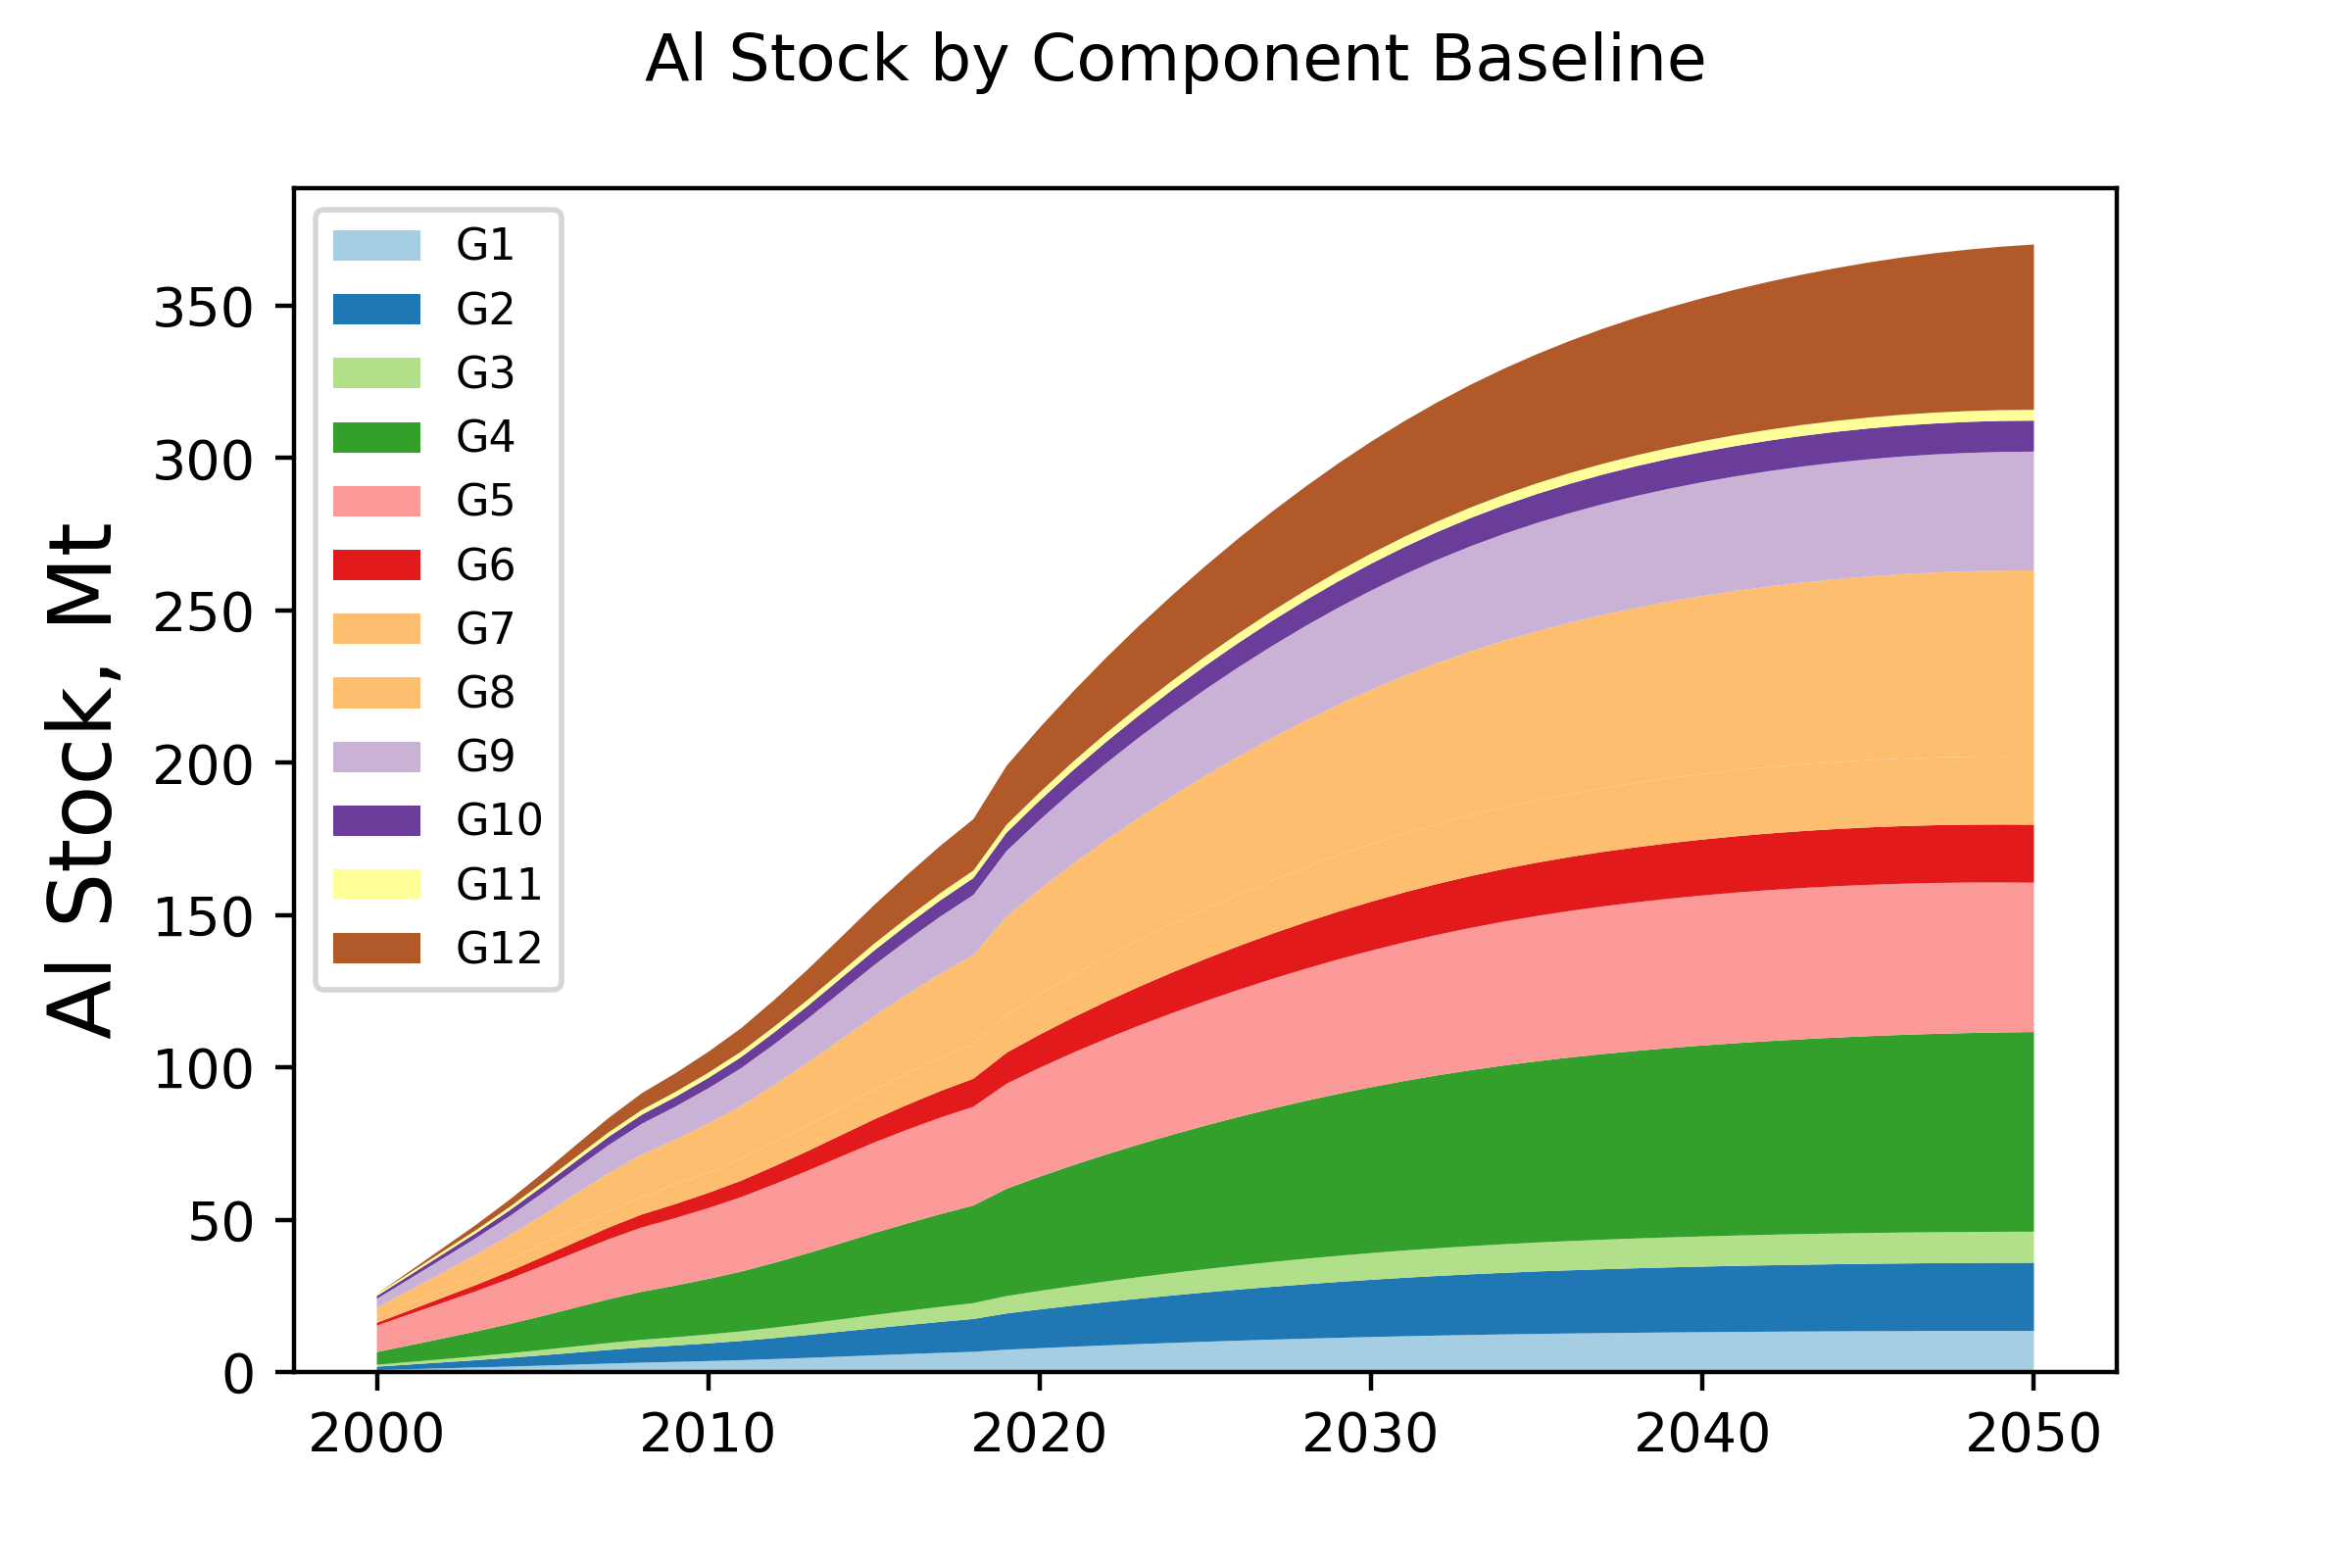 Al Stock by Component Baseline
Al Stock, Mt
350
300
250
200
150
100
50
0
G1
G2
G3
G4
G5
G6
G7
G8
G9
G10
G11
G12
2000 2010 2020 2030 2040 2050